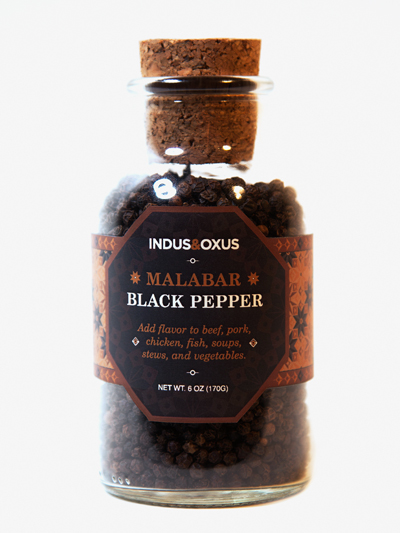 INDUS&OXUS
MALABAR
BLACK PEPPER
Add flavor to beef, pork,
chicken, fish, soups,
stews, and vegetables.
NET WT. 6 OZ (170G)